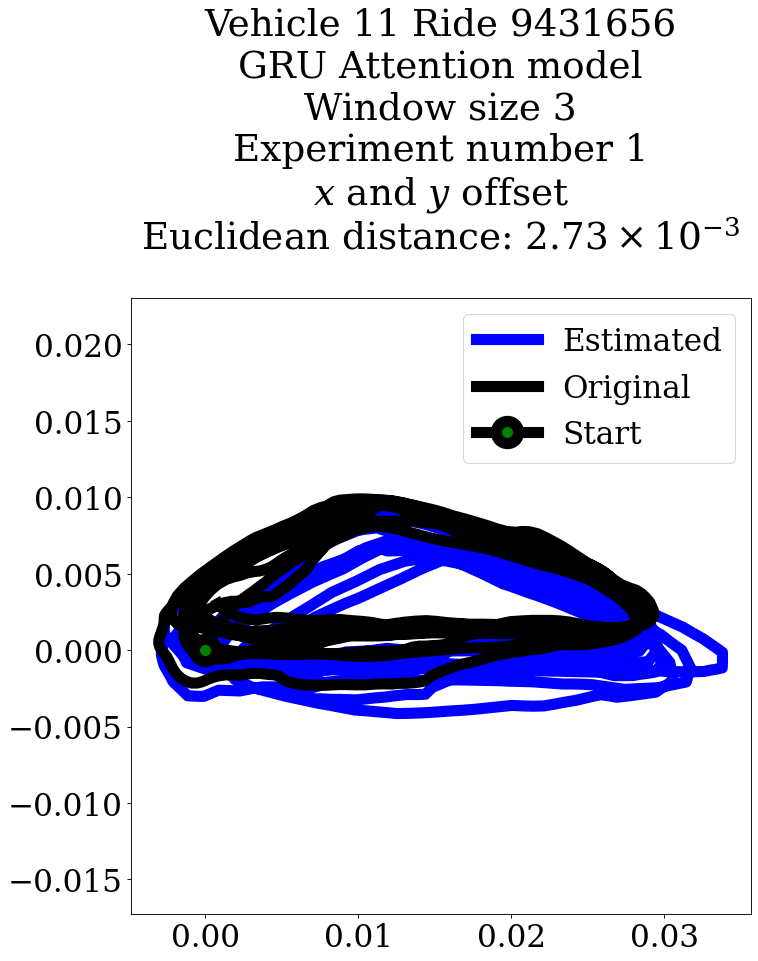 Vehicle 11 Ride 9431656
GRU Attention model
Window size 3
Experiment number 1
x and y offset
Euclidean distance: 2.73 × 10⁻³
Estimated
Original
Start
0.020
0.015
0.010
0.005
0.000
−0.005
−0.010
−0.015
0.00 0.01 0.02 0.03